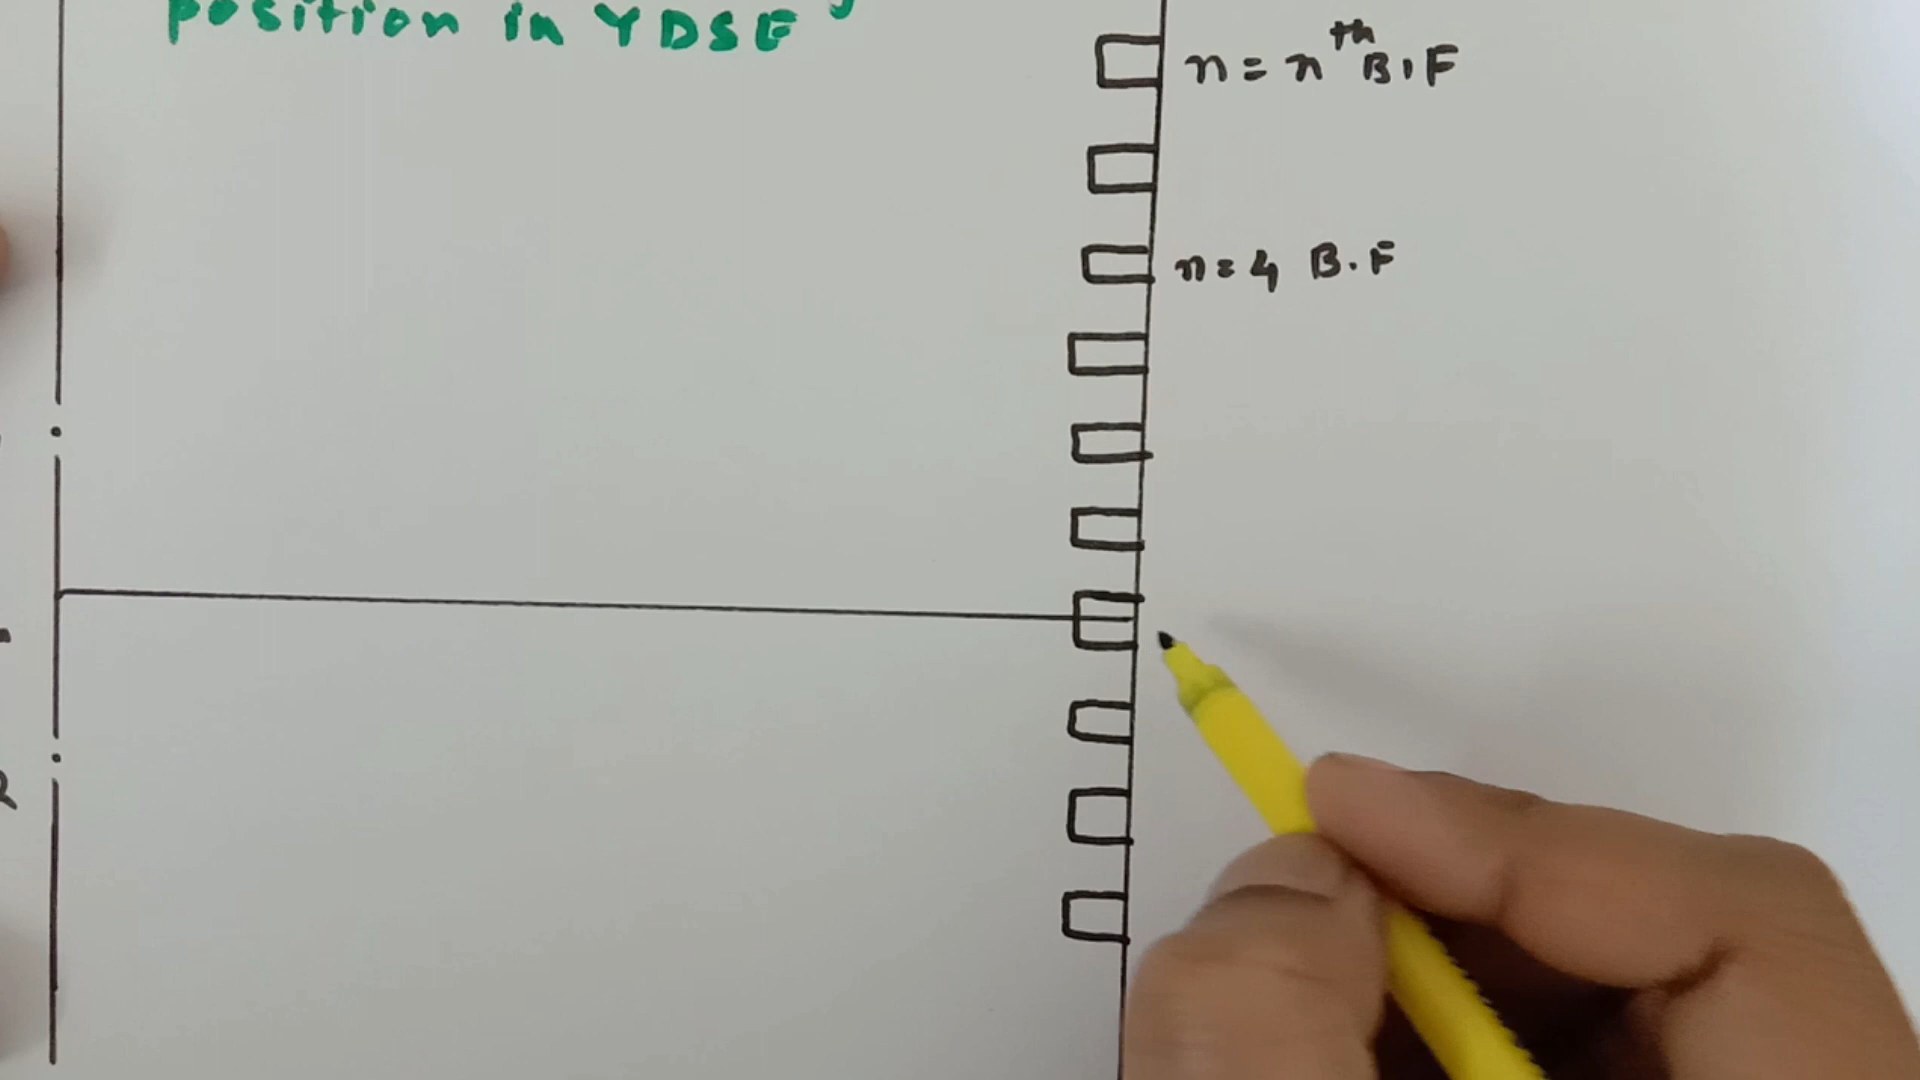 position in YDSE
n = nth B.F
n = 4 B.F